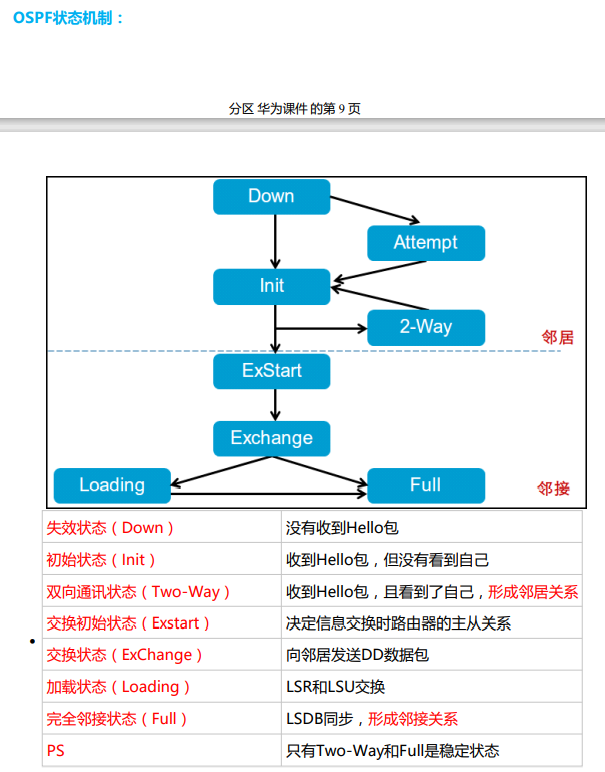 OSPF状态机制：
分区 华为课件 的第 9 页
Down
Attempt
Init
2-Way
邻居
ExStart
Exchange
Loading
Full
邻接
失效状态（Down） 没有收到Hello包
初始状态（Init） 收到Hello包，但没有看到自己
双向通讯状态（Two-Way） 收到Hello包，且看到了自己，形成邻居关系
交换初始状态（Exstart） 决定信息交换时路由器的主从关系
交换状态（ExChange） 向邻居发送DD数据包
加载状态（Loading） LSR和LSU交换
完全邻接状态（Full） LSDB同步，形成邻接关系
PS 只有Two-Way和Full是稳定状态